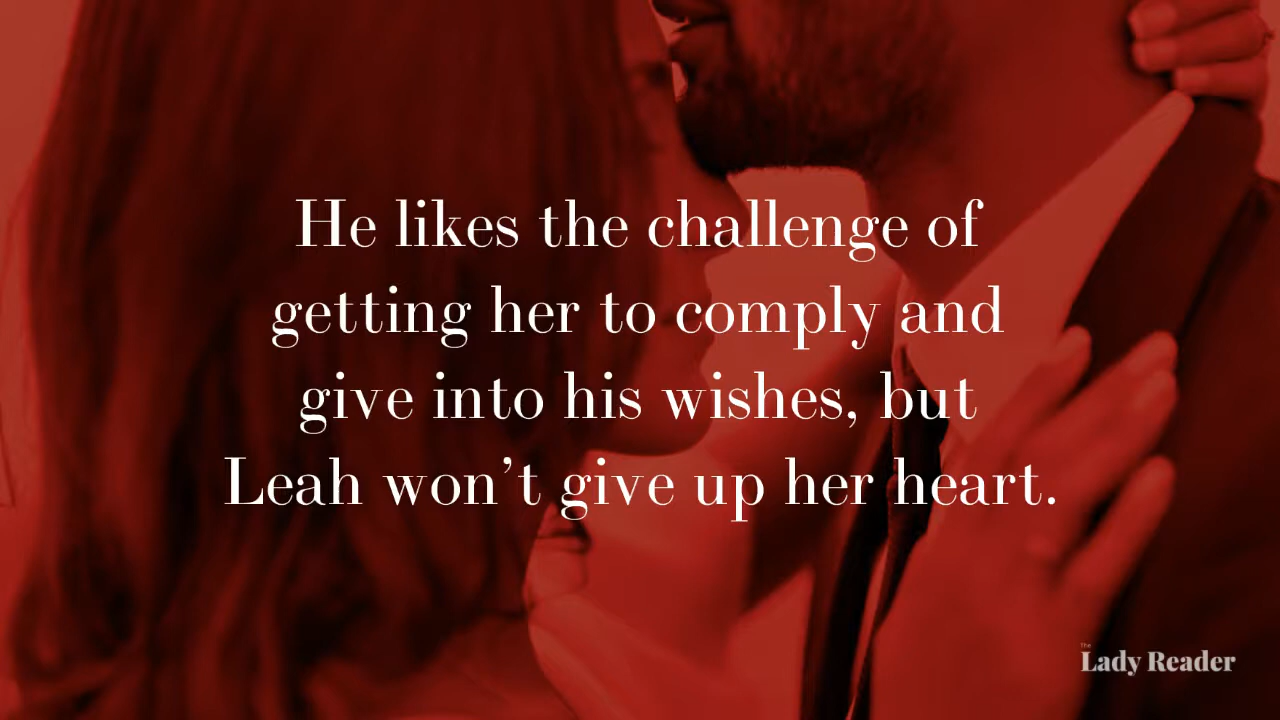 He likes the challenge of
getting her to comply and
give into his wishes, but
Leah won’t give up her heart.
The
Lady Reader